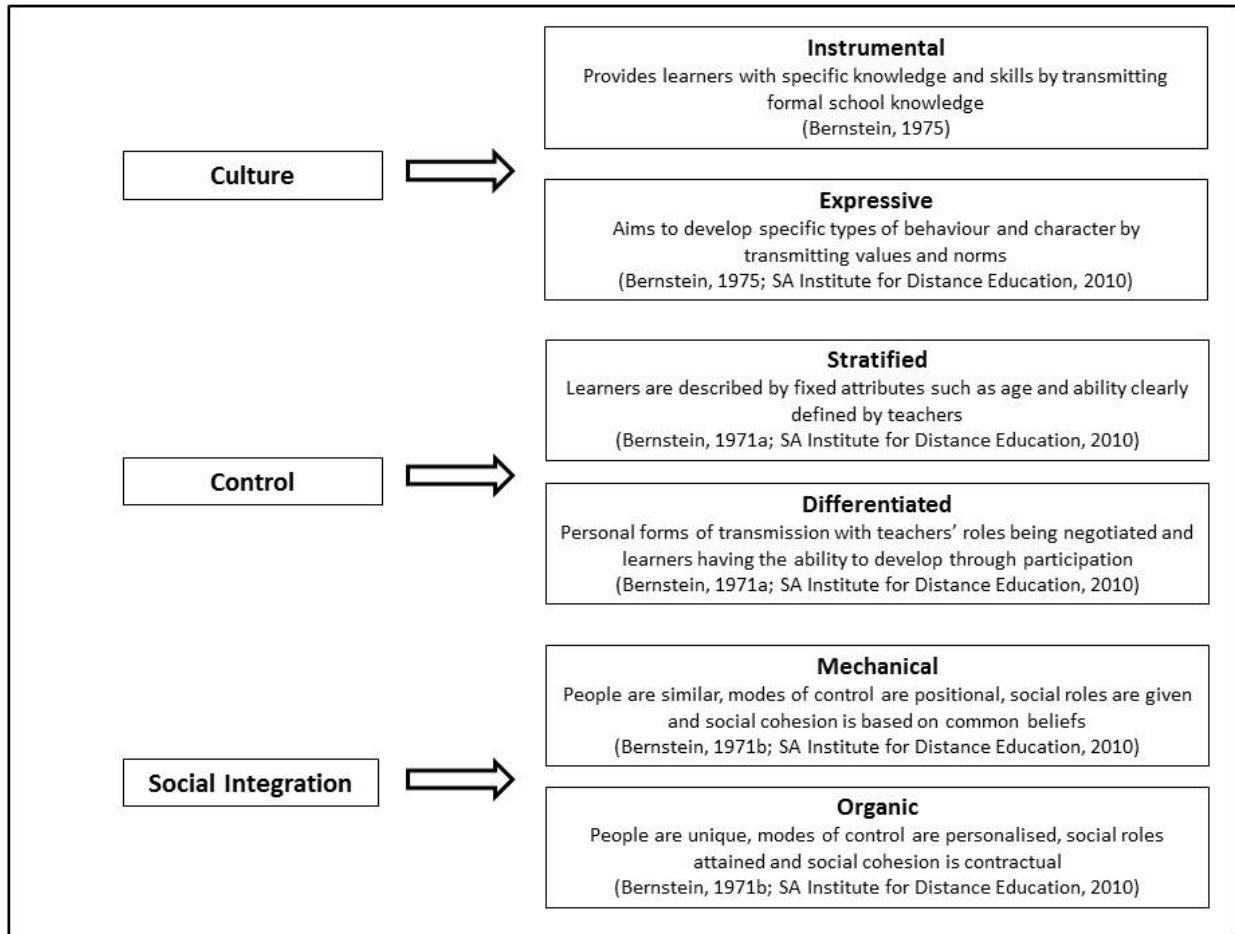 Instrumental
Provides learners with specific knowledge and skills by transmitting
formal school knowledge
(Bernstein, 1975)
Culture
Expressive
Aims to develop specific types of behaviour and character by
transmitting values and norms
(Bernstein, 1975; SA Institute for Distance Education, 2010)
Stratified
Learners are described by fixed attributes such as age and ability clearly
defined by teachers
(Bernstein, 1971a; SA Institute for Distance Education, 2010)
Control
Differentiated
Personal forms of transmission with teachers’ roles being negotiated and
learners having the ability to develop through participation
(Bernstein, 1971a; SA Institute for Distance Education, 2010)
Mechanical
People are similar, modes of control are positional, social roles are given
and social cohesion is based on common beliefs
(Bernstein, 1971b; SA Institute for Distance Education, 2010)
Social Integration
Organic
People are unique, modes of control are personalised, social roles
attained and social cohesion is contractual
(Bernstein, 1971b; SA Institute for Distance Education, 2010)